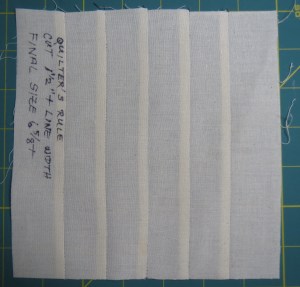 QUILTER'S RULE
CUT 1½"+ LINE WIDTH
FINAL SIZE 6⅝+